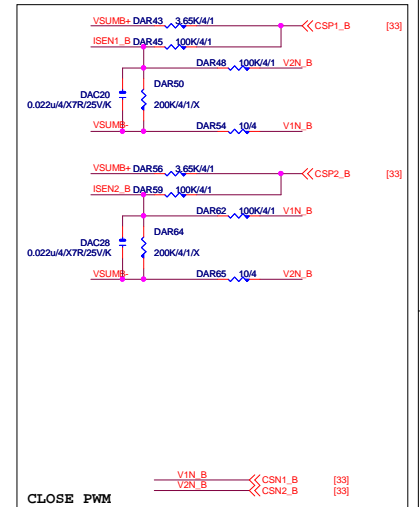 VSUMB+ DAR43 3.65K/4/1 CSP1_B [33]
ISEN1_B DAR45 100K/4/1
DAR48 100K/4/1 V2N_B
DAR50
DAC20
0.022u/4/X7R/25V/K 200K/4/1/X
VSUMB- DAR54 10/4 V1N_B
VSUMB+ DAR56 3.65K/4/1 CSP2_B [33]
ISEN2_B DAR59 100K/4/1
DAR62 100K/4/1 V1N_B
DAR64
DAC28
0.022u/4/X7R/25V/K 200K/4/1/X
VSUMB- DAR65 10/4 V2N_B
V1N_B CSN1_B [33]
V2N_B CSN2_B [33]
CLOSE PWM